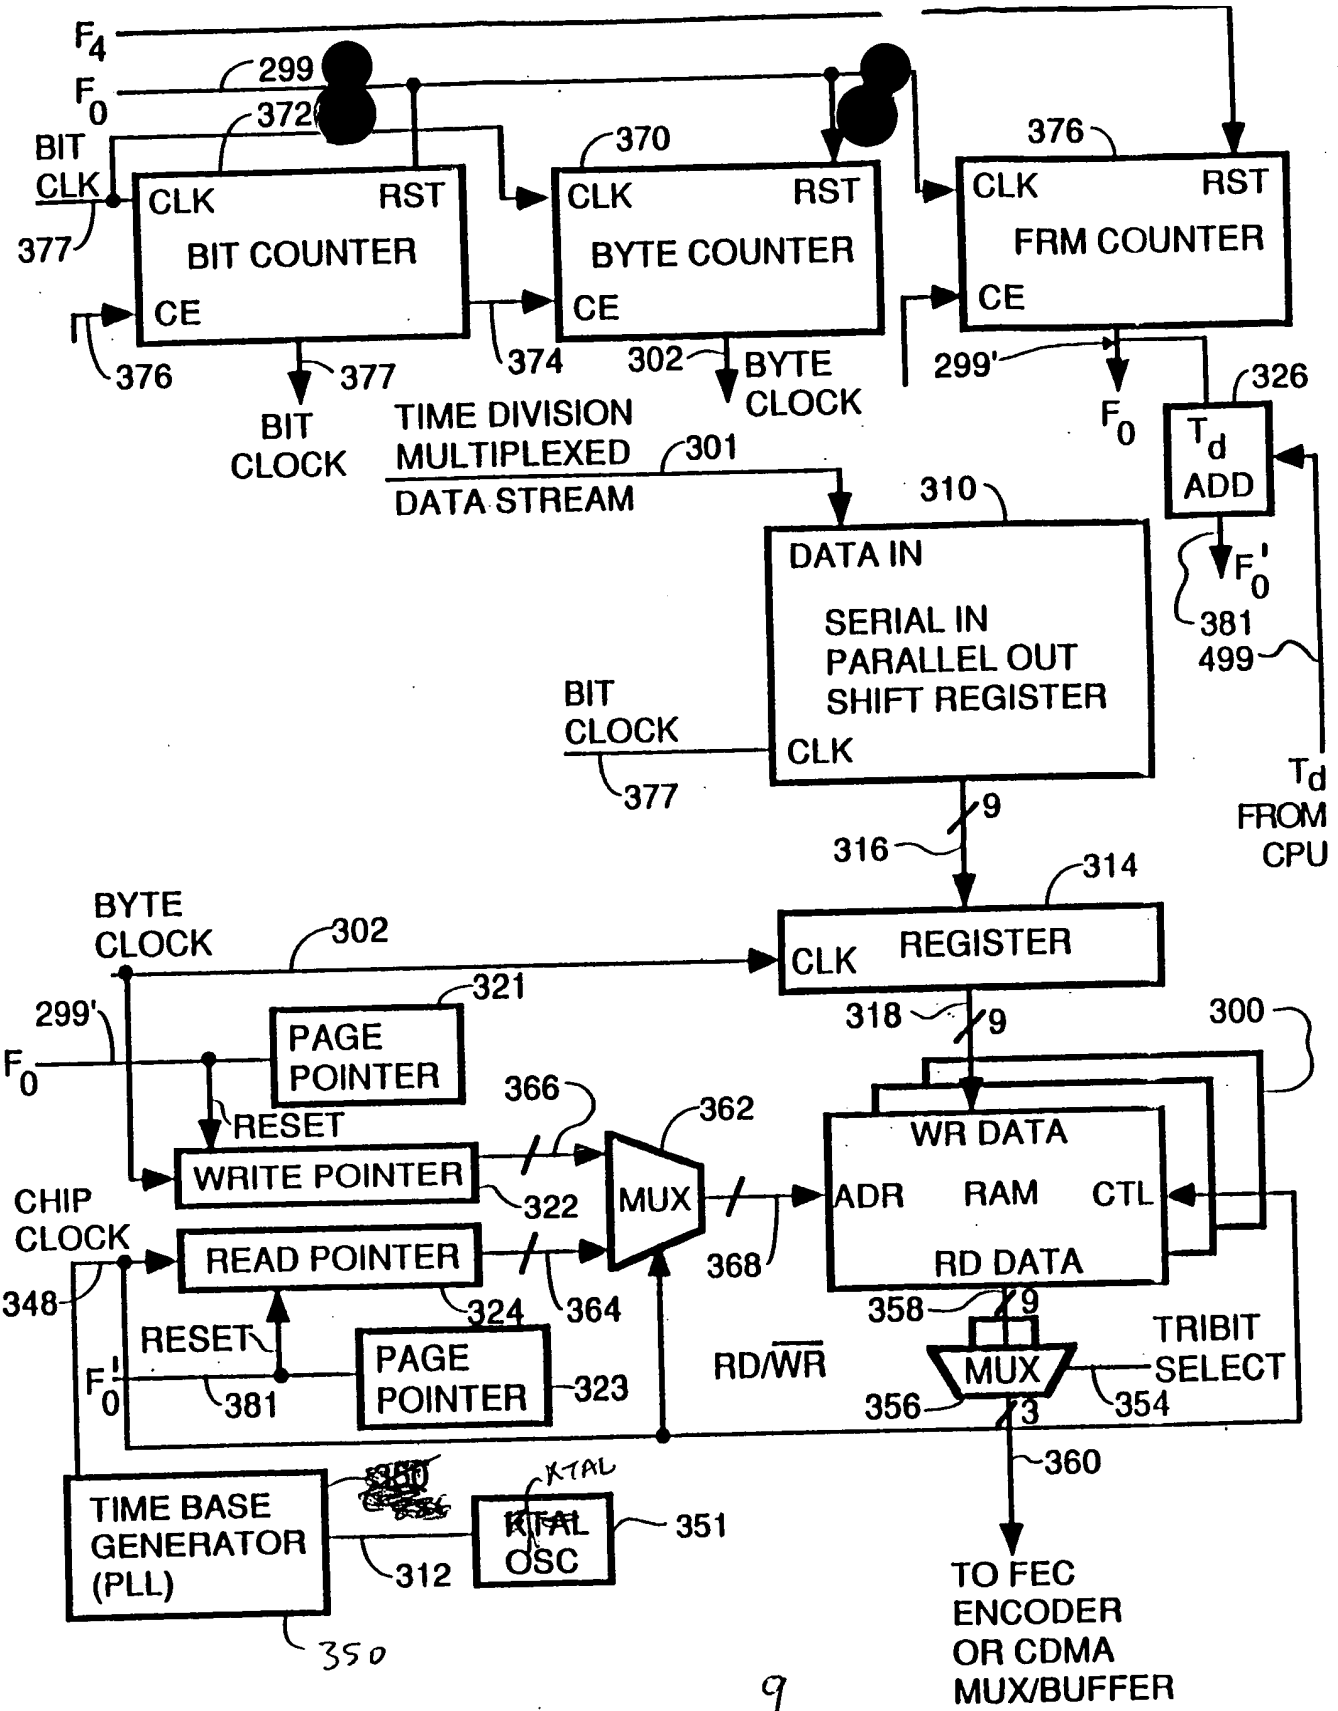 F4
F0
299
372
BIT
CLK
377
CLK
RST
BIT COUNTER
CE
376
377
BIT
CLOCK
370
CLK
RST
BYTE COUNTER
CE
374
302
BYTE
CLOCK
376
CLK
RST
FRM COUNTER
CE
299'
F0
326
Td
ADD
F0'
381
499
Td
FROM
CPU
TIME DIVISION
MULTIPLEXED
DATA STREAM
301
310
DATA IN
SERIAL IN
PARALLEL OUT
SHIFT REGISTER
CLK
BIT
CLOCK
377
9
316
314
REGISTER
CLK
BYTE
CLOCK
302
318
9
300
299'
F0
321
PAGE
POINTER
RESET
WRITE POINTER
322
366
362
MUX
CHIP
CLOCK
348
READ POINTER
324
364
368
WR DATA
ADR
RAM
CTL
RD DATA
358
9
RESET
F0'
381
PAGE
POINTER
323
RD/WR
MUX
TRIBIT
SELECT
354
356
3
360
TIME BASE
GENERATOR
(PLL)
350
312
XTAL
OSC
351
TO FEC
ENCODER
OR CDMA
MUX/BUFFER
9